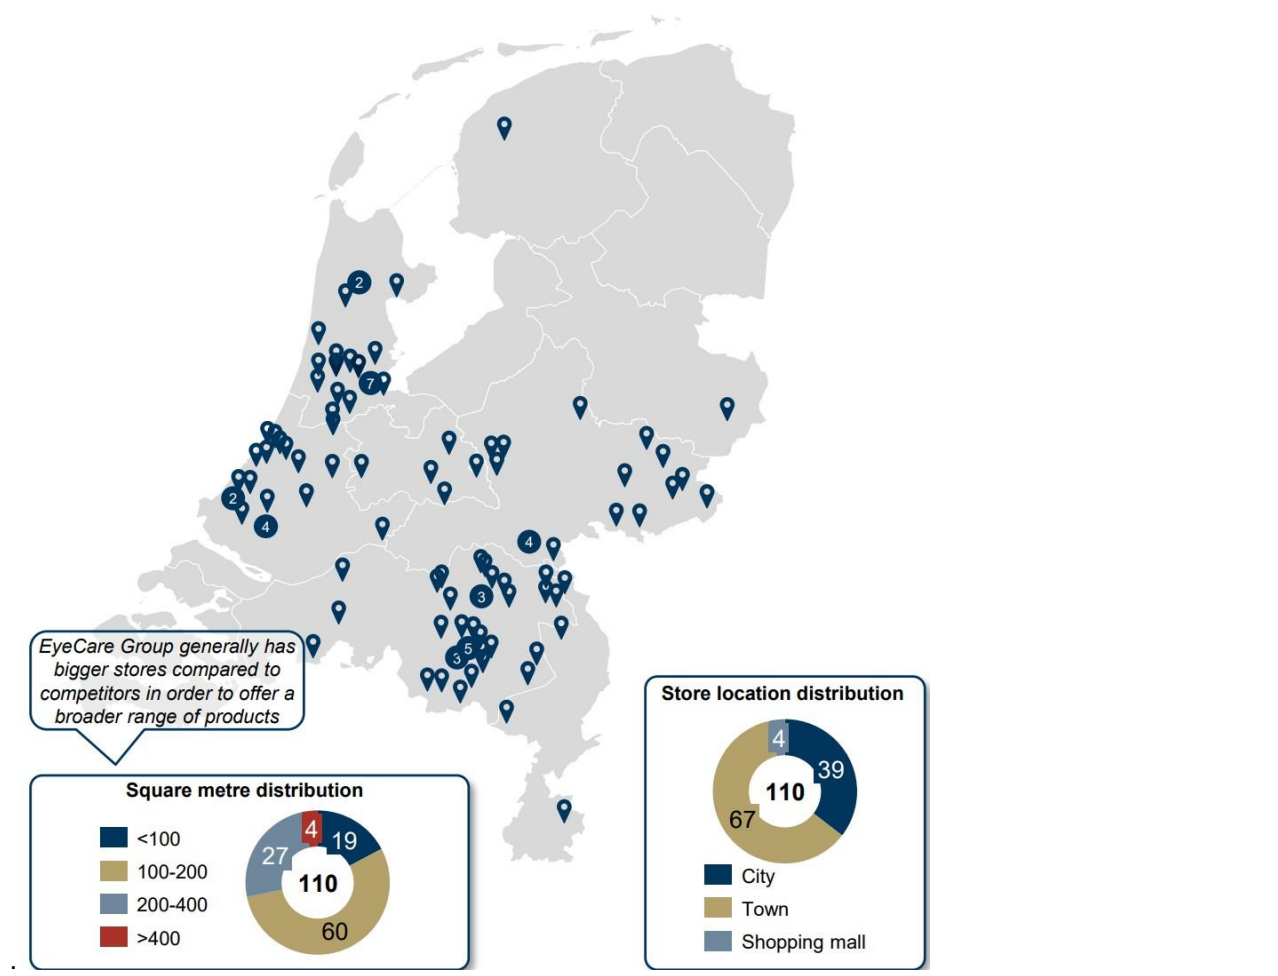 2
7
2
4
4
3
5
3
EyeCare Group generally has
bigger stores compared to
competitors in order to offer a
broader range of products
Store location distribution
4
39
110
67
City
Town
Shopping mall
Square metre distribution
<100
100-200
200-400
>400
4
19
27
110
60
.